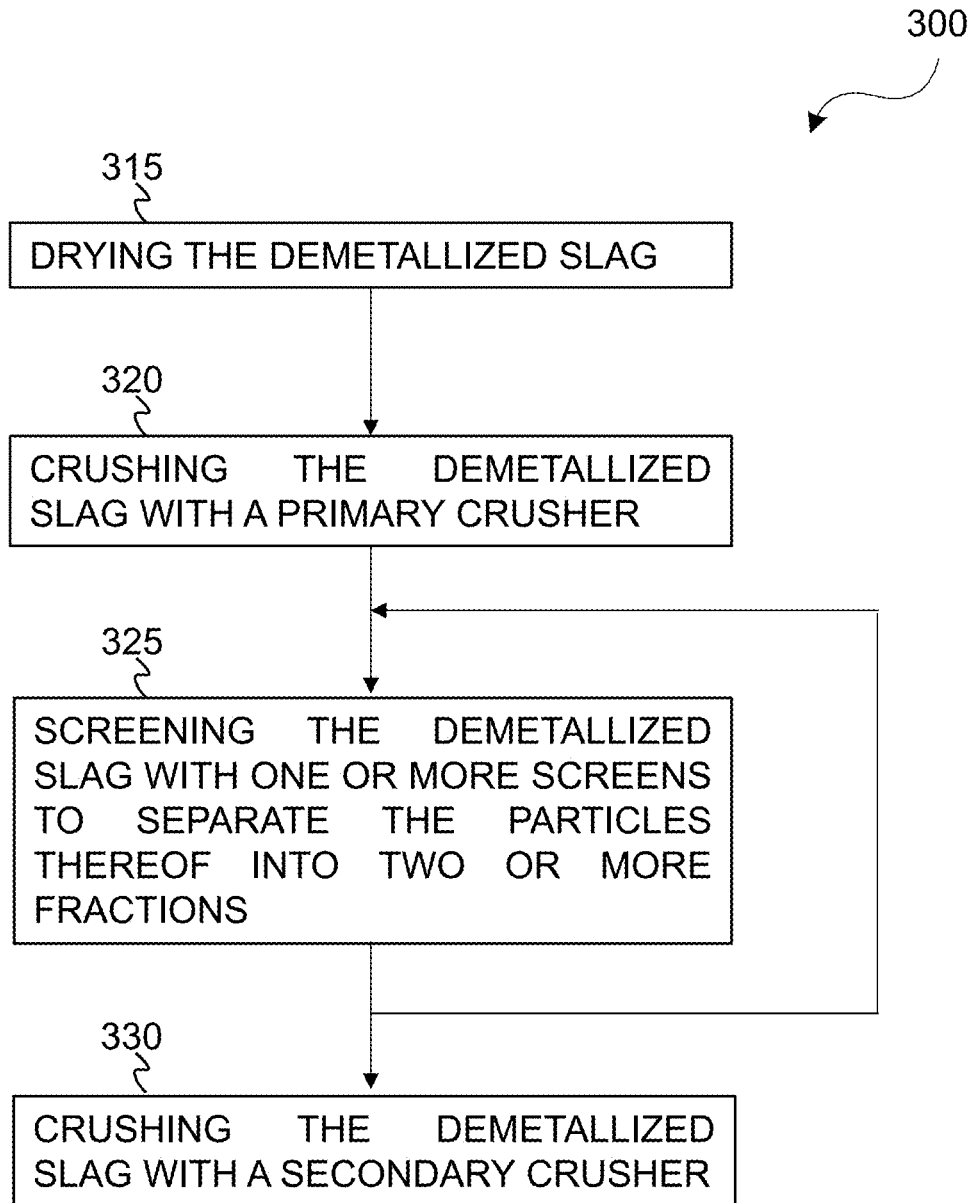 300
315
DRYING THE DEMETALLIZED SLAG
320
CRUSHING THE DEMETALLIZED
SLAG WITH A PRIMARY CRUSHER
325
SCREENING THE DEMETALLIZED
SLAG WITH ONE OR MORE SCREENS
TO SEPARATE THE PARTICLES
THEREOF INTO TWO OR MORE
FRACTIONS
330
CRUSHING THE DEMETALLIZED
SLAG WITH A SECONDARY CRUSHER